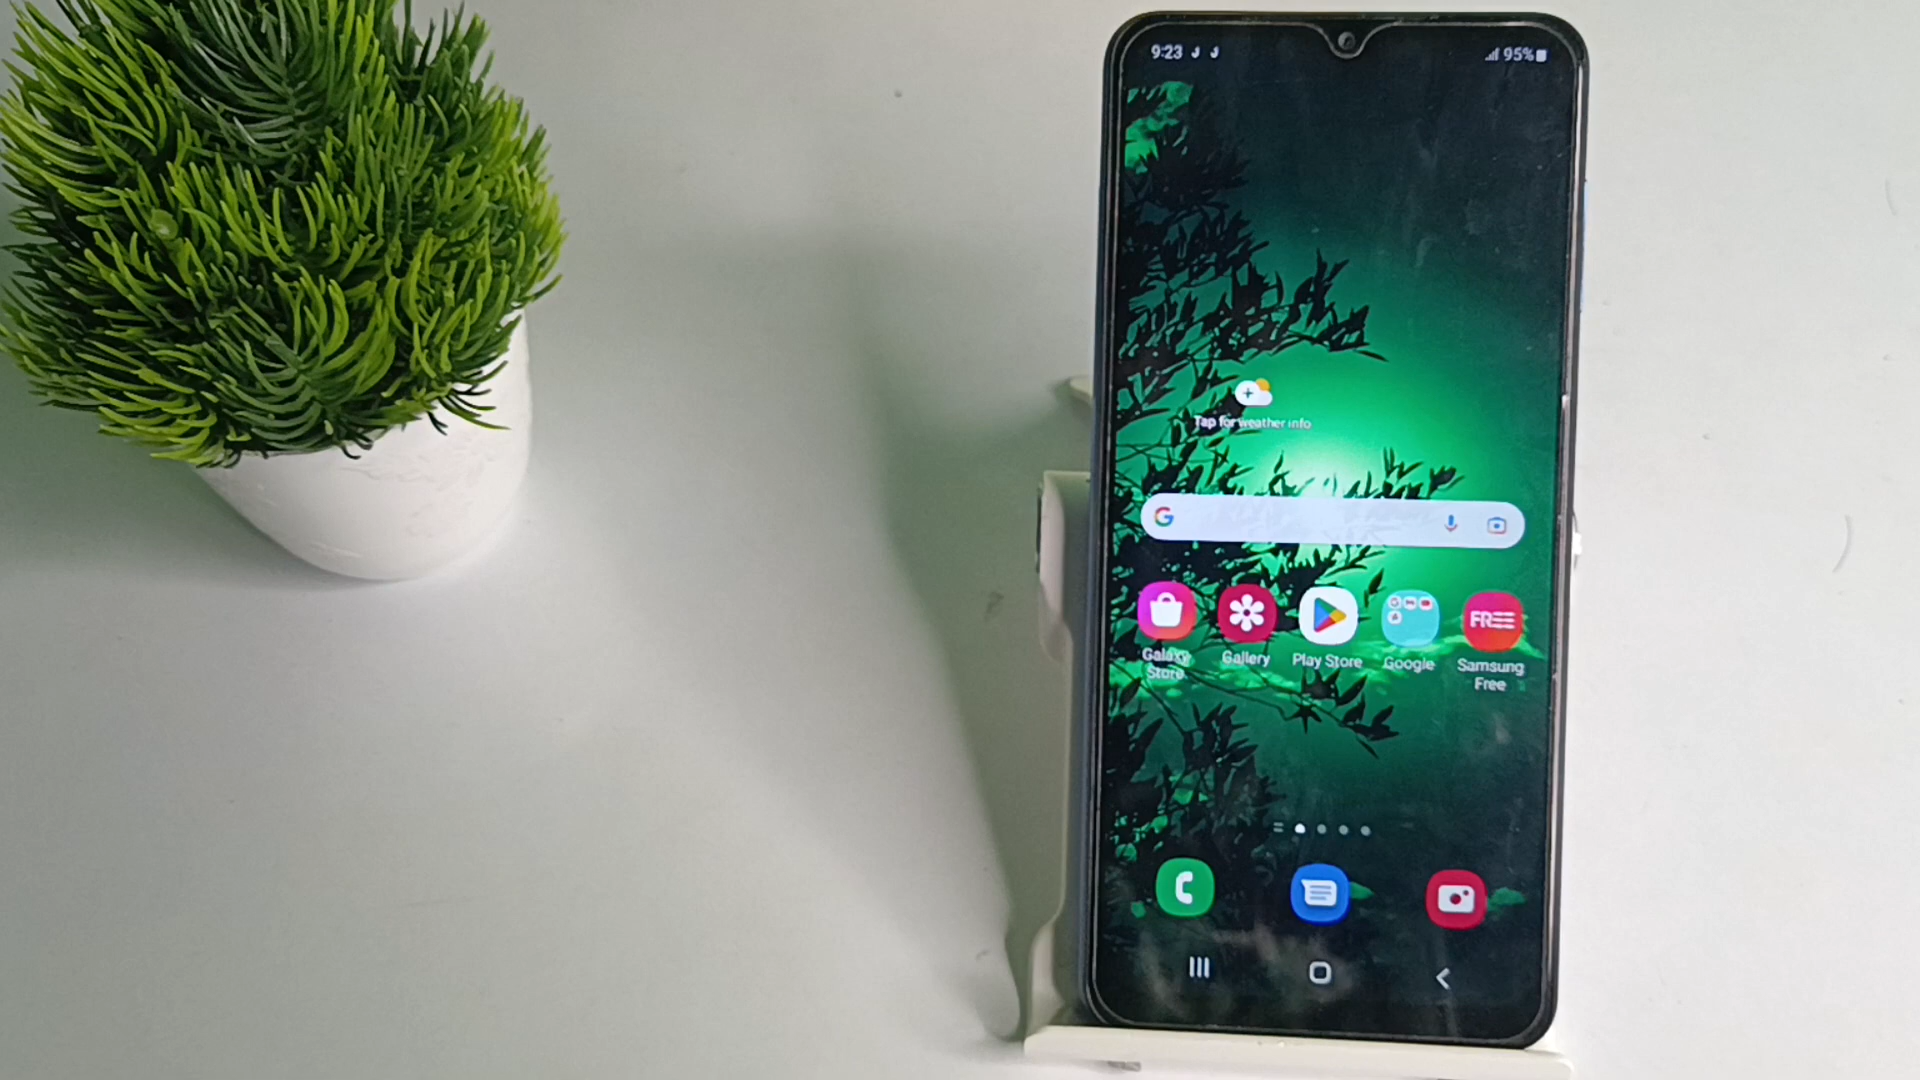 9:23
95%
Tap for weather info
G
Galaxy
Store
Gallery
Play Store
Google
FREE
Samsung
Free